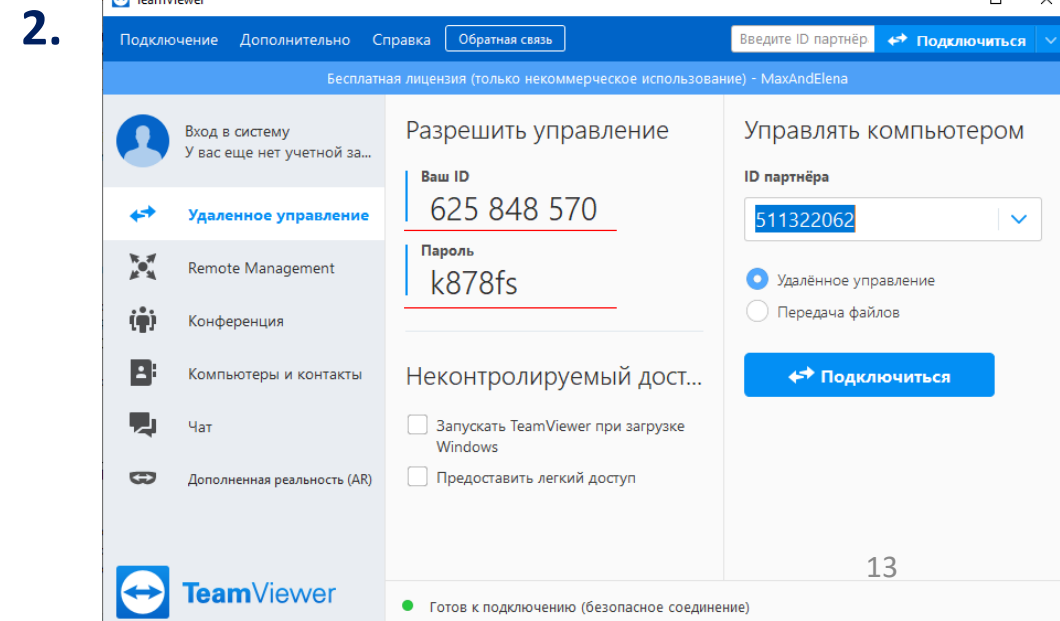 2.
TeamViewer
Подключение Дополнительно Справка Обратная связь
Введите ID партнёр Подключиться
Бесплатная лицензия (только некоммерческое использование) - MaxAndElena
Вход в систему
У вас еще нет учетной за...
Удаленное управление
Remote Management
Конференция
Компьютеры и контакты
Чат
Дополненная реальность (AR)
TeamViewer
Разрешить управление
Ваш ID
625 848 570
Пароль
k878fs
Неконтролируемый дост...
Запускать TeamViewer при загрузке
Windows
Предоставить легкий доступ
Управлять компьютером
ID партнёра
511322062
Удалённое управление
Передача файлов
Подключиться
13
Готов к подключению (безопасное соединение)